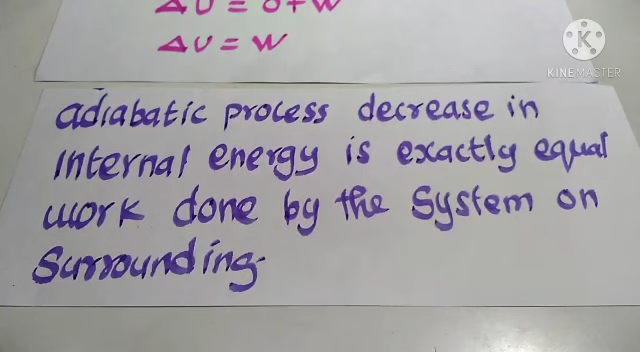 ΔU = 0+W
ΔU = W
KINEMASTER
adiabatic process decrease in
internal energy is exactly equal
work done by the System on
Surrounding.